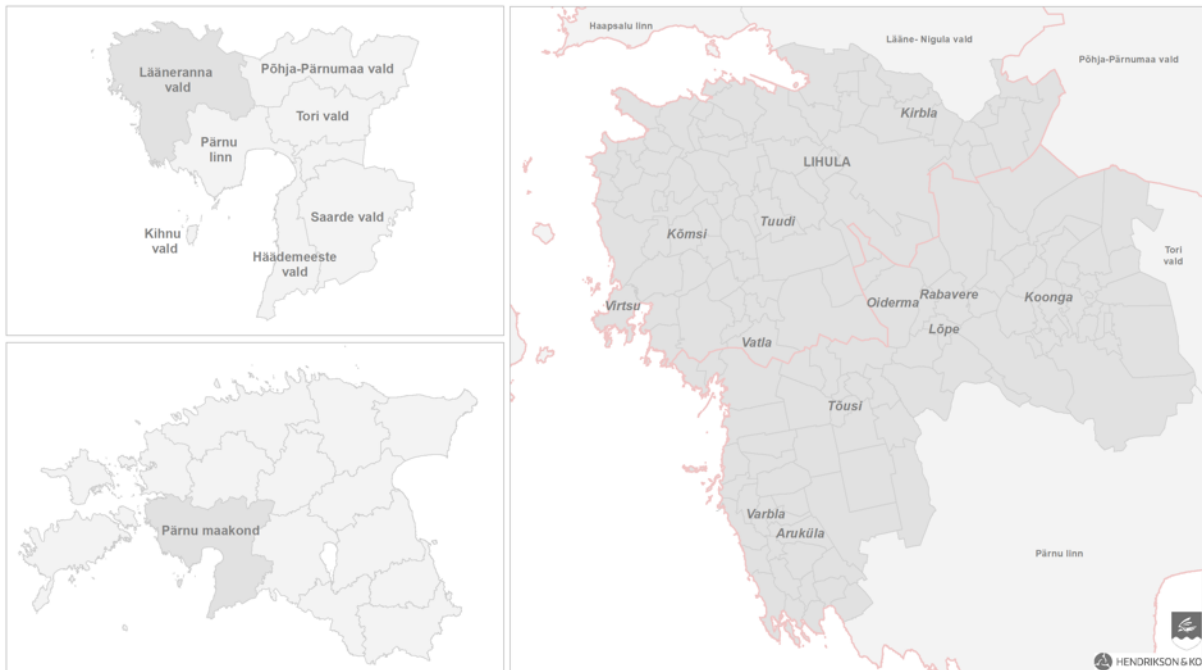 Lääneranna
vald
Põhja-Pärnumaa vald
Tori vald
Pärnu
linn
Saarde vald
Kihnu
vald
Häädemeeste
vald
Pärnu maakond
Haapsalu linn
Lääne- Nigula vald
Põhja-Pärnumaa vald
Kirbla
LIHULA
Tuudi
Kõmsi
Tori
vald
Virtsu
Oiderma
Rabavere
Koonga
Lõpe
Vatla
Tõusi
Varbla
Aruküla
Pärnu linn
HENDRIKSON & KO